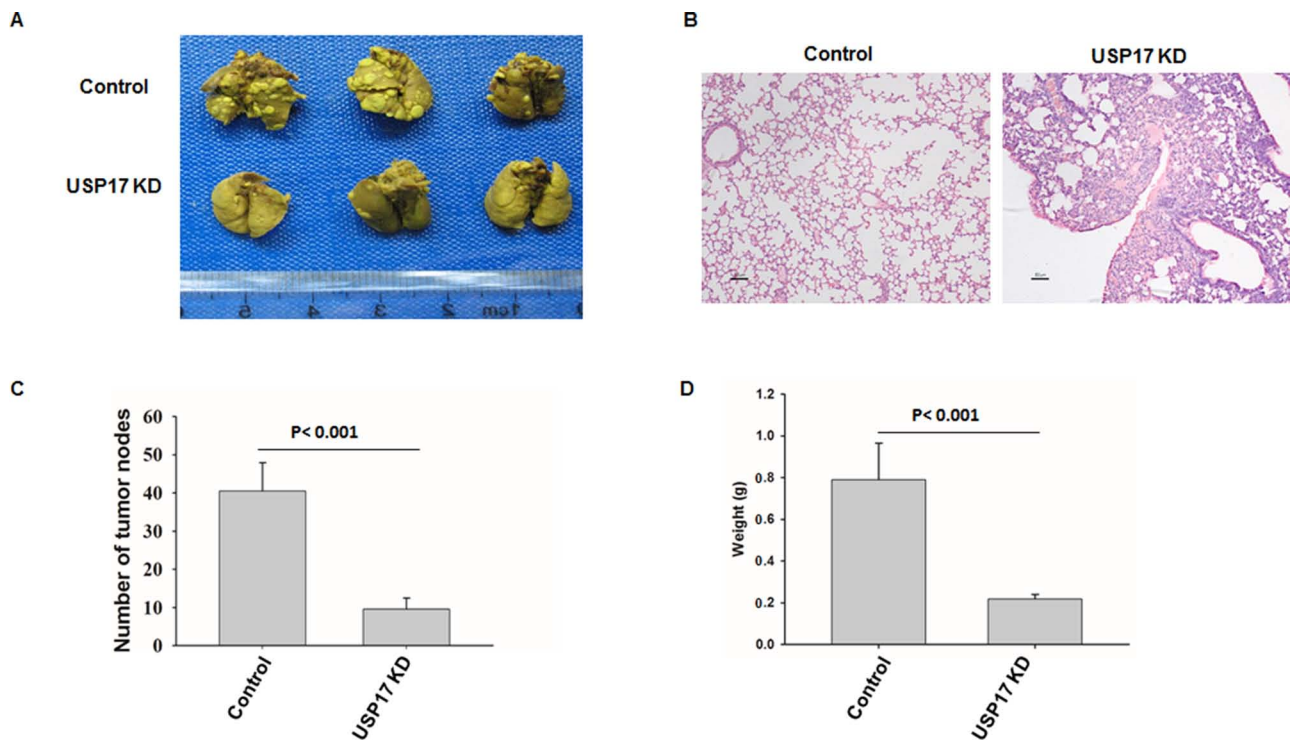 A
Control
USP17 KD
5
4
3
2
1cm
B
Control
USP17 KD
C
Number of tumor nodes
60
50
40
30
20
10
0
P< 0.001
Control
USP17 KD
D
Weight (g)
1.2
1.0
0.8
0.6
0.4
0.2
0.0
P< 0.001
Control
USP17 KD